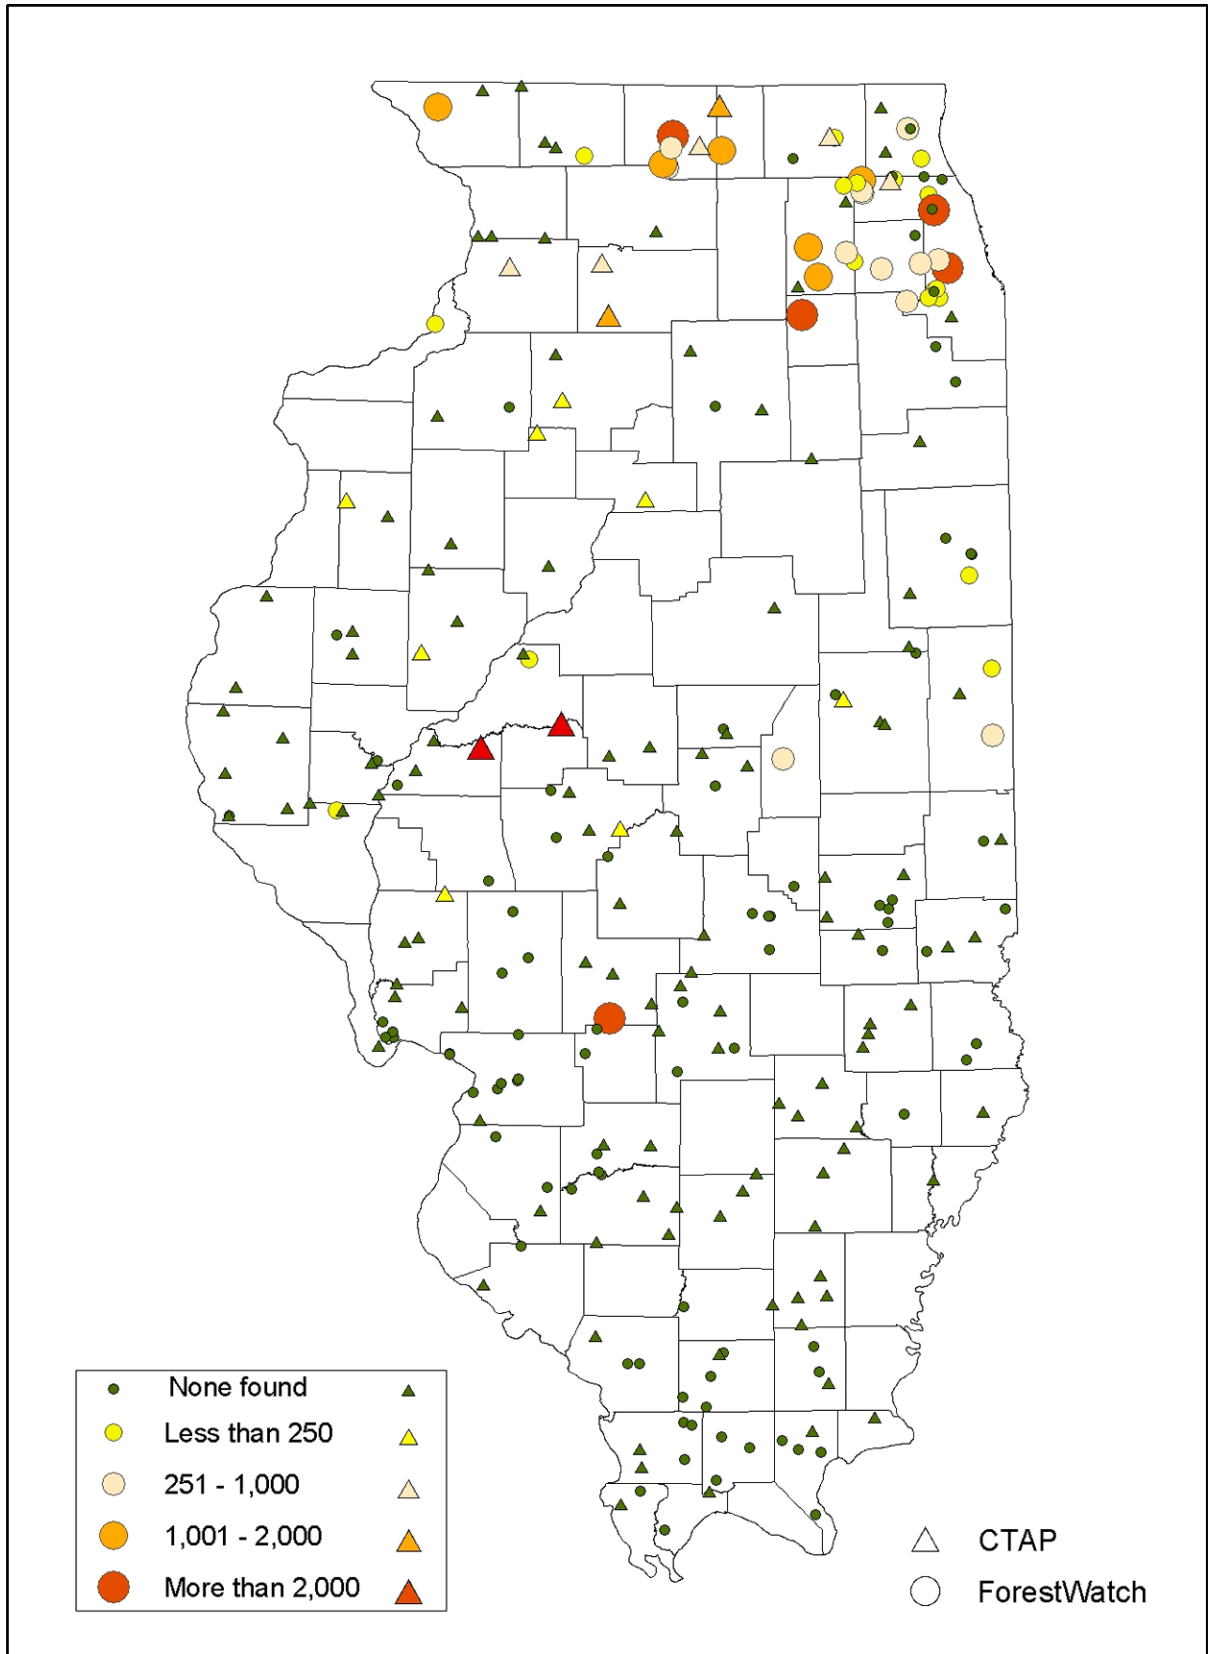 None found
Less than 250
251 - 1,000
1,001 - 2,000
More than 2,000
CTAP
ForestWatch